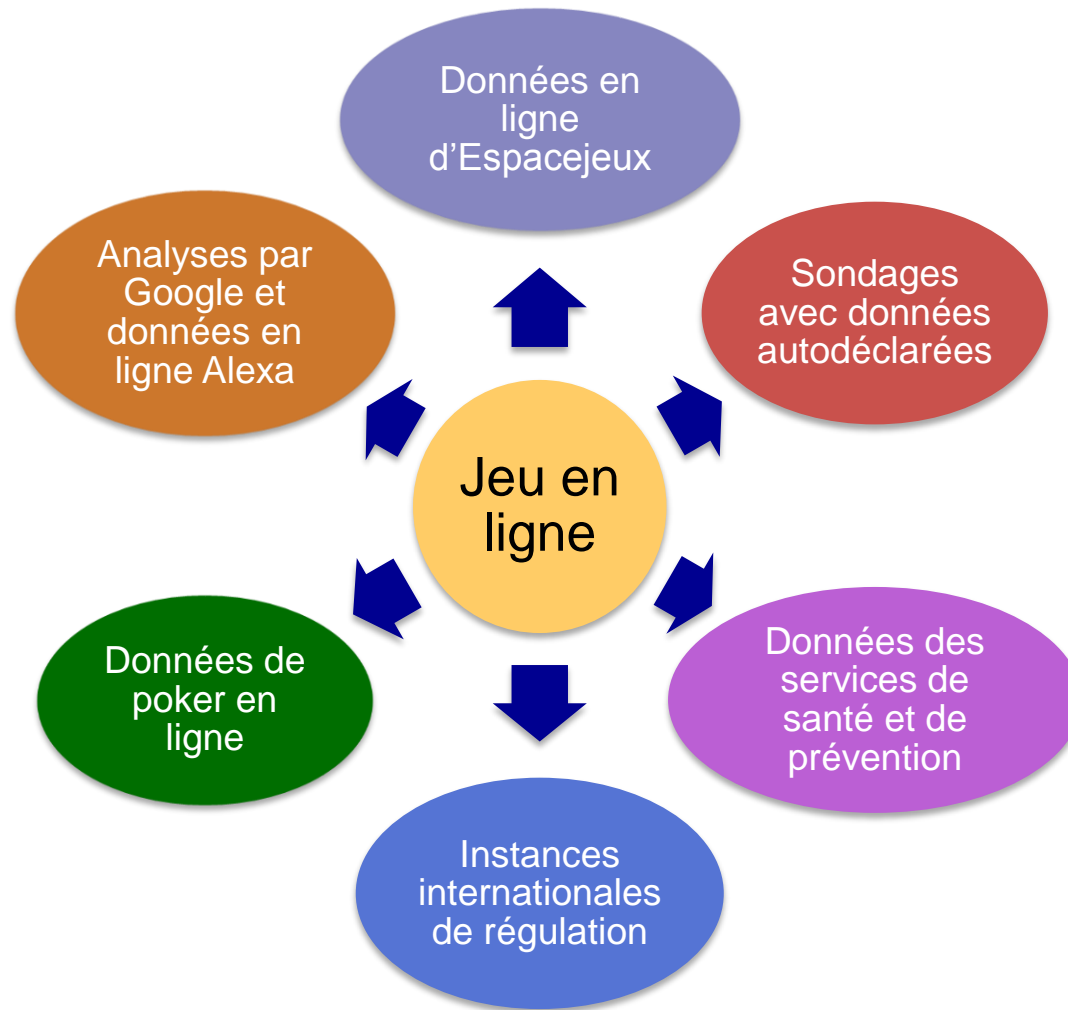 Données en
ligne
d’Espacejeux
Analyses par
Google et
données en
ligne Alexa
Sondages
avec données
autodéclarées
Jeu en
ligne
Données de
poker en
ligne
Données des
services de
santé et de
prévention
Instances
internationales
de régulation